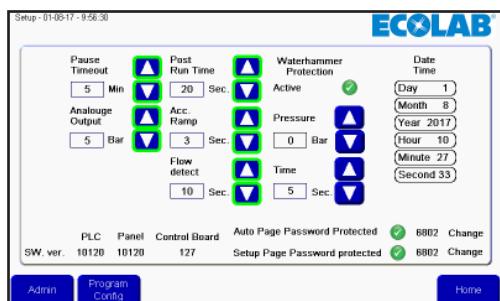 Setup - 01-08-17 - 9:56:30
ECOLAB
Pause Timeout
5 Min
Post Run Time
20 Sec.
Waterhammer Protection
Active
Date Time
Day 1
Month 8
Year 2017
Hour 10
Minute 27
Second 33
Analouge Output
5 Bar
Acc. Ramp
3 Sec.
Pressure
0 Bar
Flow detect
10 Sec.
Time
5 Sec.
PLC Panel Control Board
SW. ver. 10120 10120 127
Auto Page Password Protected 6802 Change
Setup Page Password protected 6802 Change
Admin
Program Config
Home